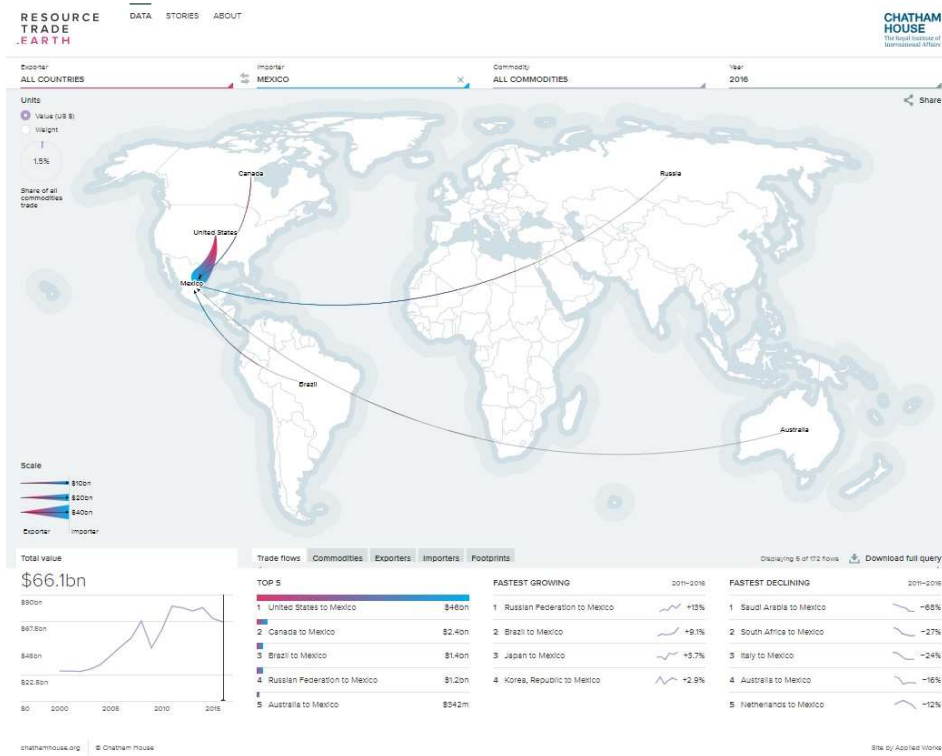 RESOURCE
TRADE
.EARTH
DATA STORIES ABOUT
CHATHAM
HOUSE
The Royal Institute of
International Affairs
Exporter
ALL COUNTRIES
Importer
MEXICO
Commodity
ALL COMMODITIES
Year
2016
Units
Value (US $)
Weight
1.5%
Share of all
commodities
trade
Share
Canada
Russia
United States
Mexico
Brazil
Australia
Scale
$10bn
$20bn
$40bn
Exporter Importer
Total value
$66.1bn
$90bn
$67.5bn
$45bn
$22.5bn
$0 2000 2005 2010 2015
Trade flows Commodities Exporters Importers Footprints
Displaying 5 of 172 flows Download full query
TOP 5
1 United States to Mexico $46bn
2 Canada to Mexico $2.4bn
3 Brazil to Mexico $1.4bn
4 Russian Federation to Mexico $1.2bn
5 Australia to Mexico $942m
FASTEST GROWING 2011–2016
1 Russian Federation to Mexico +13%
2 Brazil to Mexico +9.1%
3 Japan to Mexico +3.7%
4 Korea, Republic to Mexico +2.9%
FASTEST DECLINING 2011–2016
1 Saudi Arabia to Mexico -68%
2 South Africa to Mexico -27%
3 Italy to Mexico -24%
4 Australia to Mexico -16%
5 Netherlands to Mexico -12%
chathamhouse.org © Chatham House
Site by Applied Works